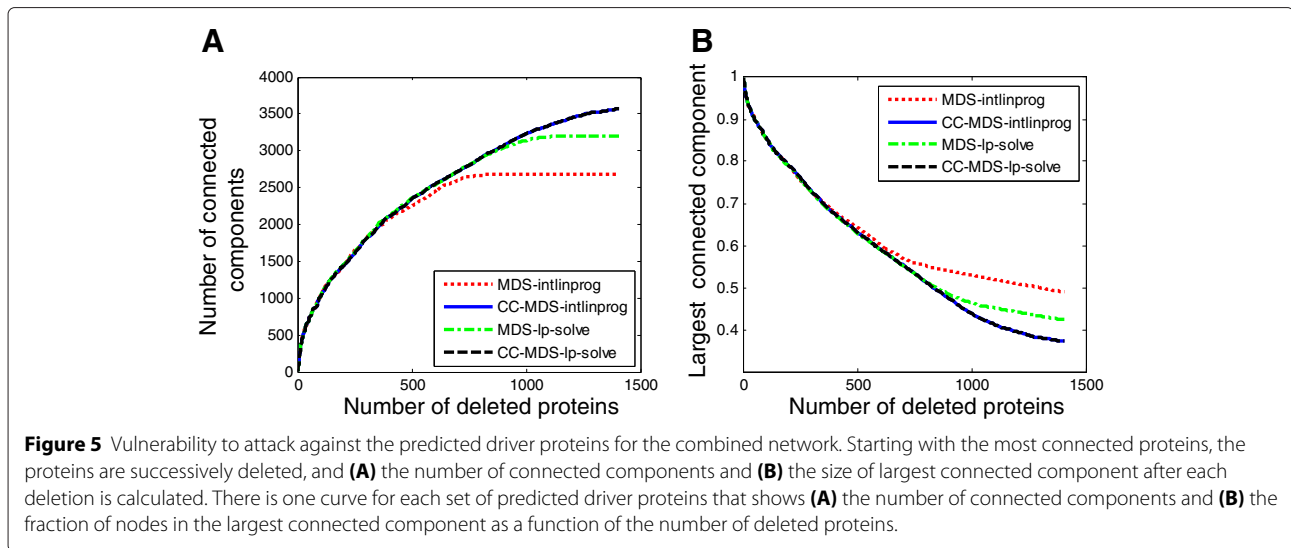 A
4000
3500
3000
2500
2000
1500
1000
500
0
0
500
1000
1500
Number of connected
components
Number of deleted proteins
MDS-intlinprog
CC-MDS-intlinprog
MDS-lp-solve
CC-MDS-lp-solve
B
1
0.9
0.8
0.7
0.6
0.5
0.4
0
500
1000
1500
Largest connected component
Number of deleted proteins
MDS-intlinprog
CC-MDS-intlinprog
MDS-lp-solve
CC-MDS-lp-solve
Figure 5 Vulnerability to attack against the predicted driver proteins for the combined network. Starting with the most connected proteins, the
proteins are successively deleted, and (A) the number of connected components and (B) the size of largest connected component after each
deletion is calculated. There is one curve for each set of predicted driver proteins that shows (A) the number of connected components and (B) the
fraction of nodes in the largest connected component as a function of the number of deleted proteins.